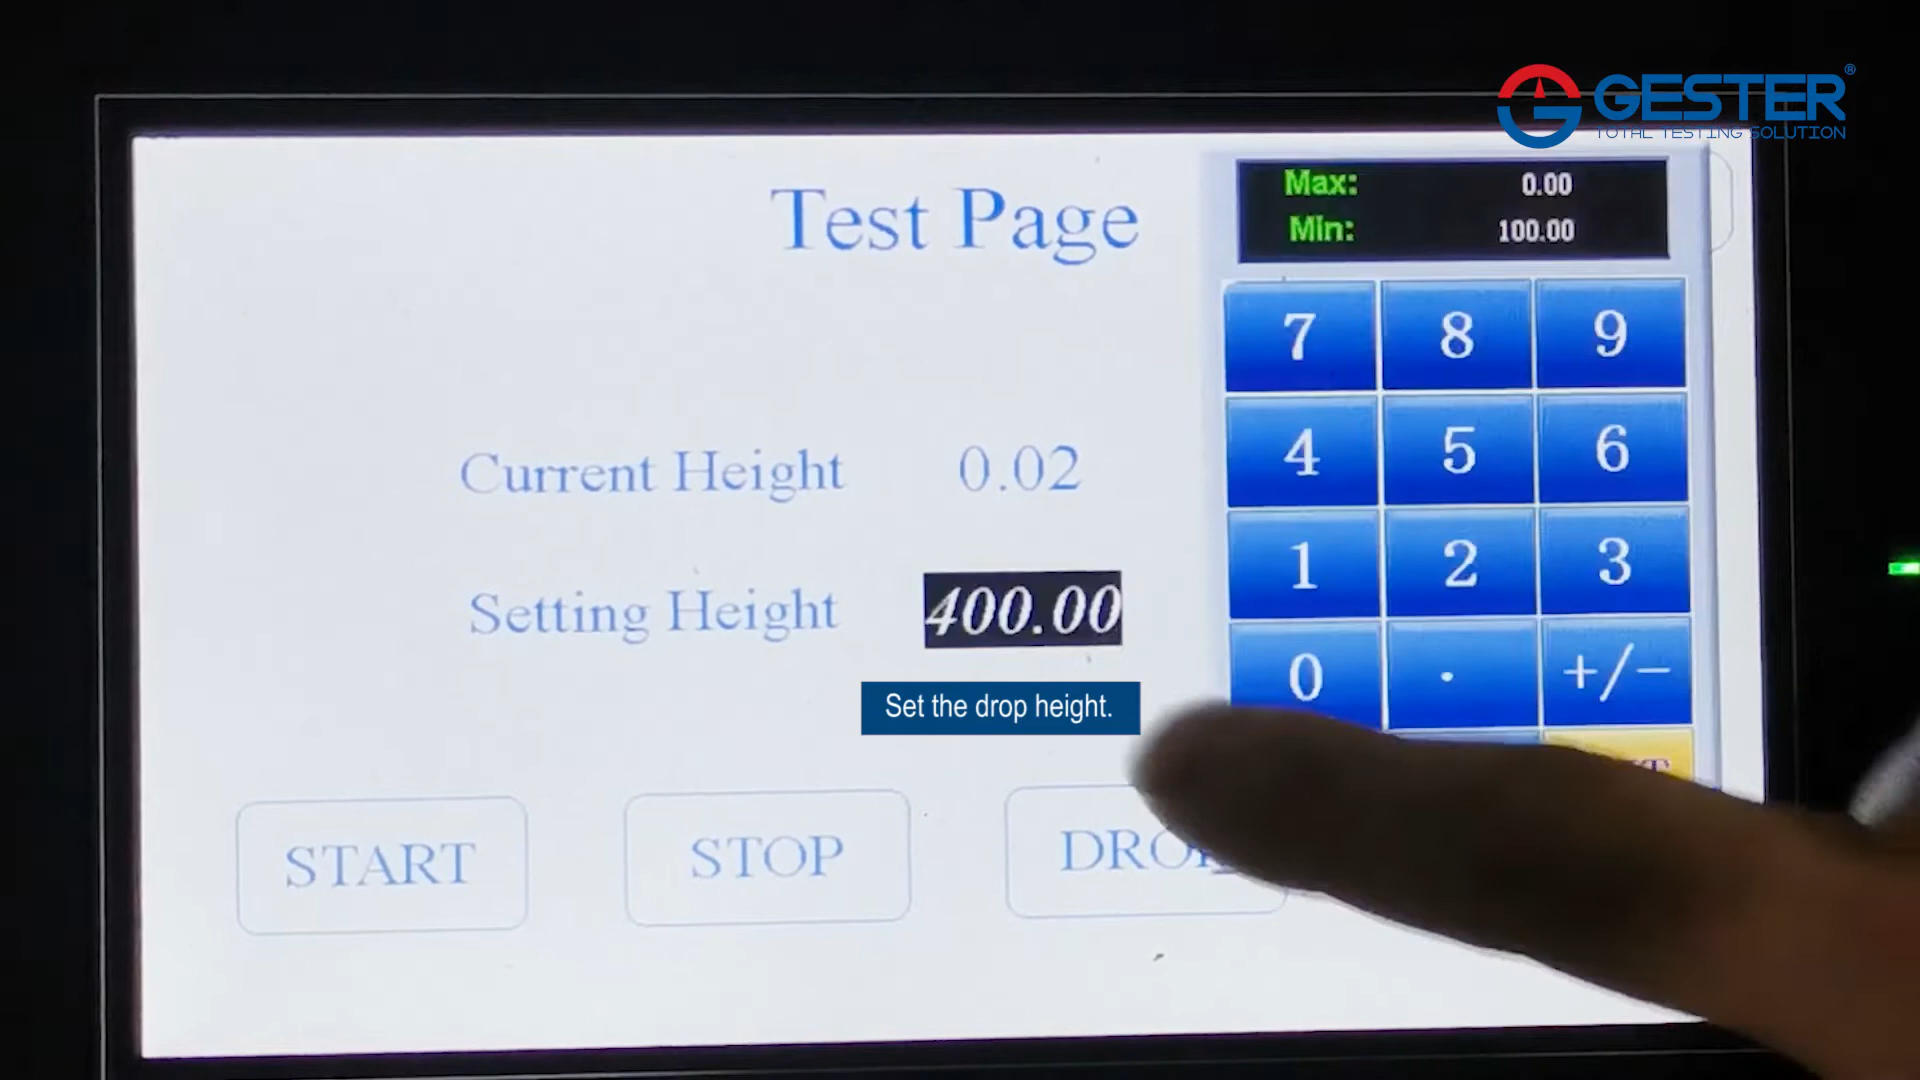 GESTER®
TOTAL TESTING SOLUTION
Test Page
Max: 0.00
Min: 100.00
7 8 9
4 5 6
1 2 3
0 . +/-
Current Height 0.02
Setting Height 400.00
Set the drop height.
START STOP DROP